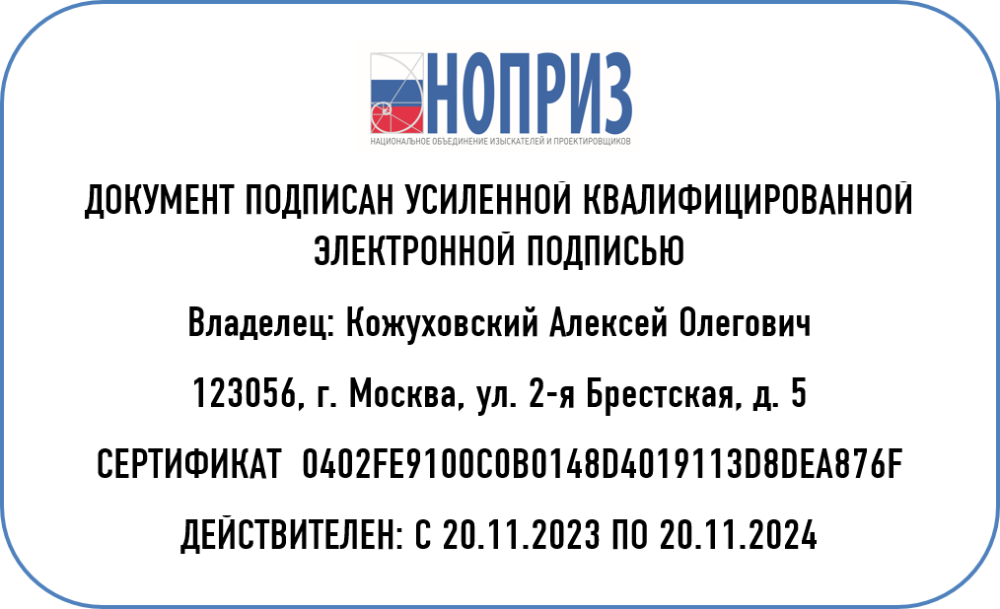 НОПРИЗ
НАЦИОНАЛЬНОЕ ОБЪЕДИНЕНИЕ ИЗЫСКАТЕЛЕЙ И ПРОЕКТИРОВЩИКОВ
ДОКУМЕНТ ПОДПИСАН УСИЛЕННОЙ КВАЛИФИЦИРОВАННОЙ
ЭЛЕКТРОННОЙ ПОДПИСЬЮ
Владелец: Кожуховский Алексей Олегович
123056, г. Москва, ул. 2-я Брестская, д. 5
СЕРТИФИКАТ 0402FE9100C0B0148D4019113D8DEA876F
ДЕЙСТВИТЕЛЕН: С 20.11.2023 ПО 20.11.2024